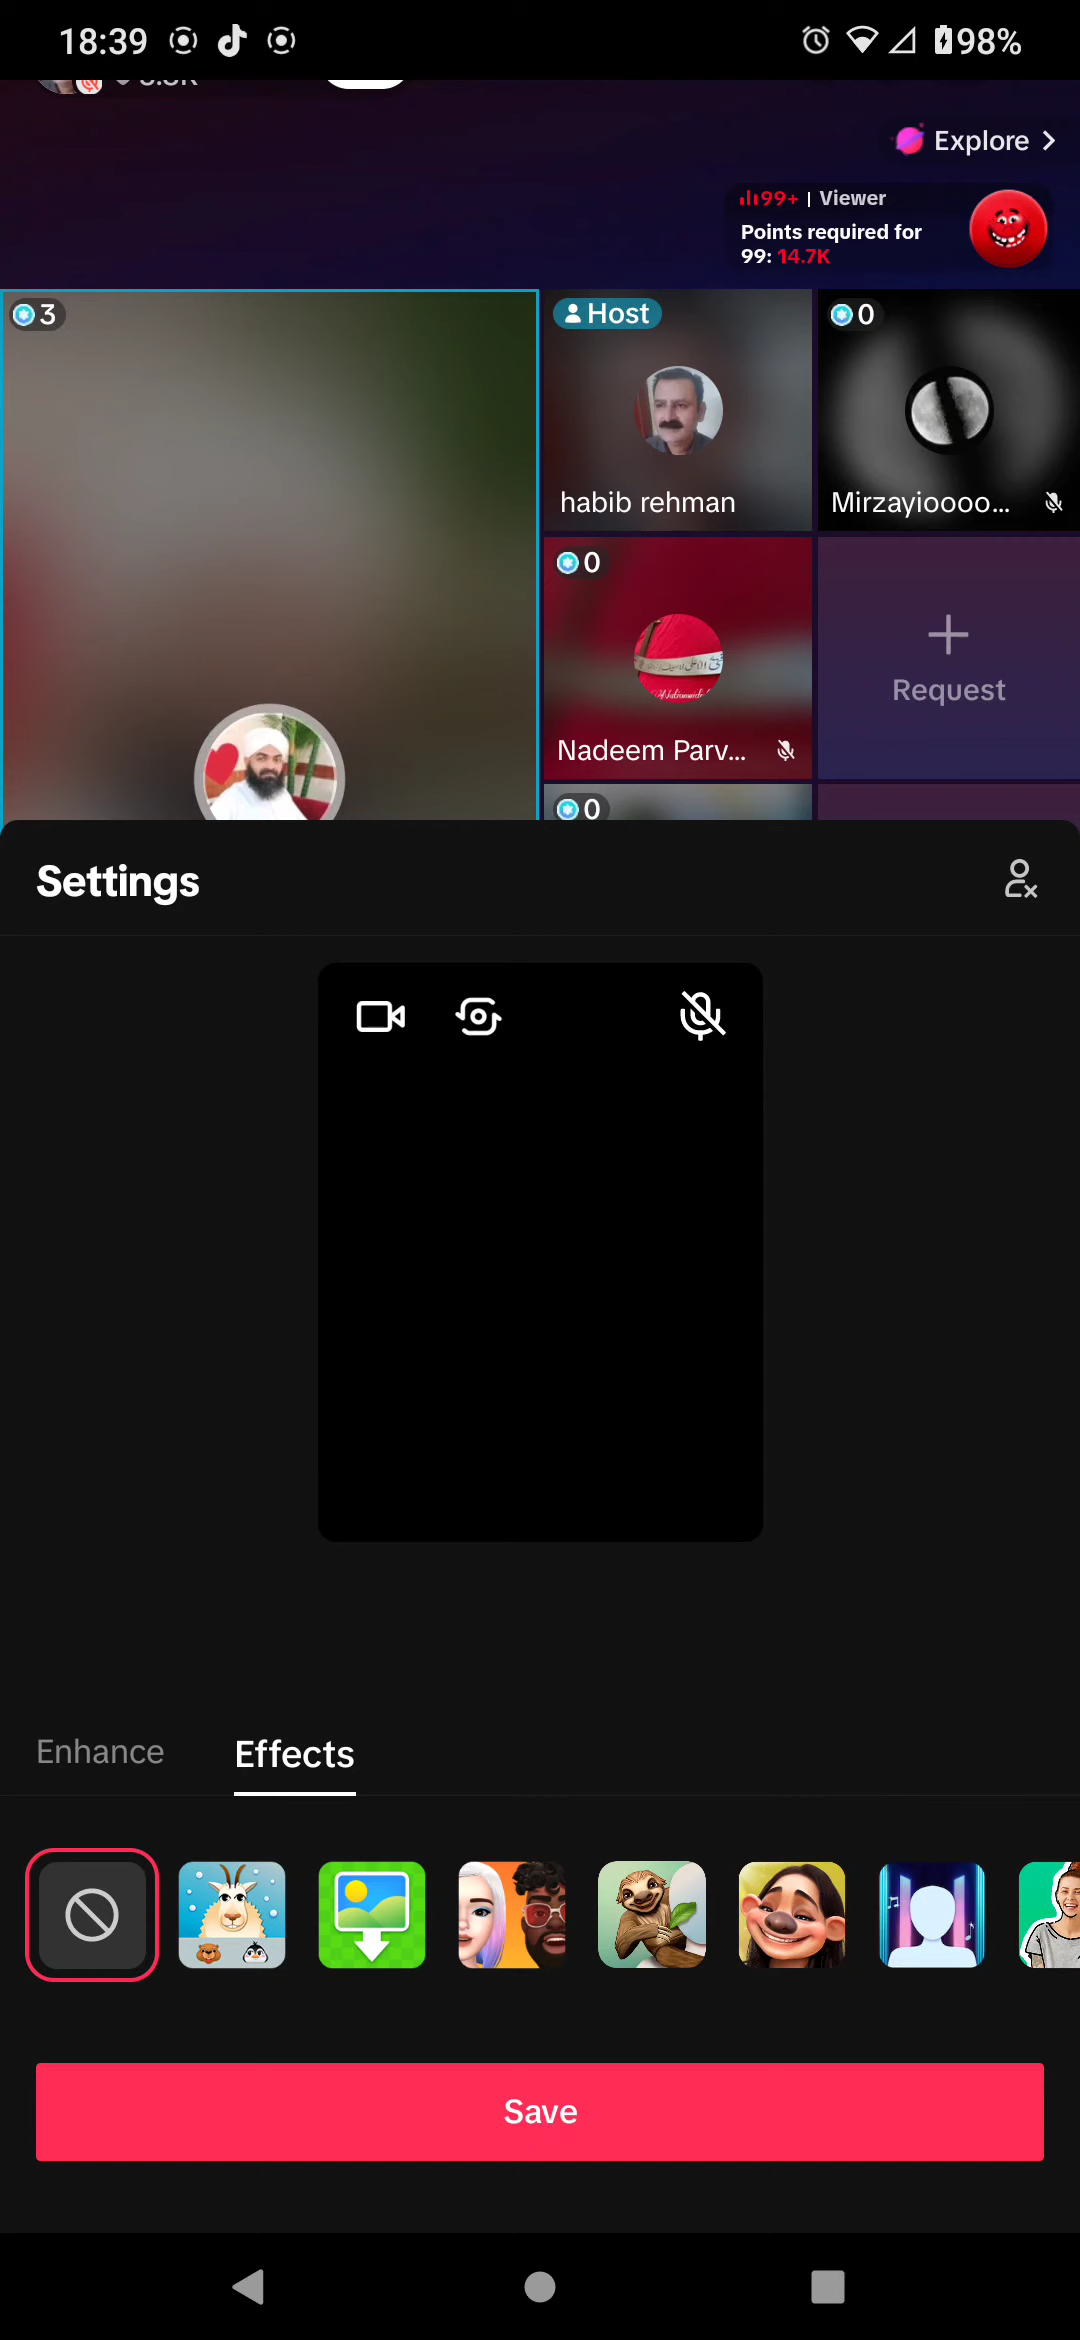 18:39
98%
Explore
99+ | Viewer
Points required for
99: 14.7K
3
Host
0
habib rehman
Mirzayioooo...
0
Request
Nadeem Parv...
0
Settings
Enhance
Effects
Save